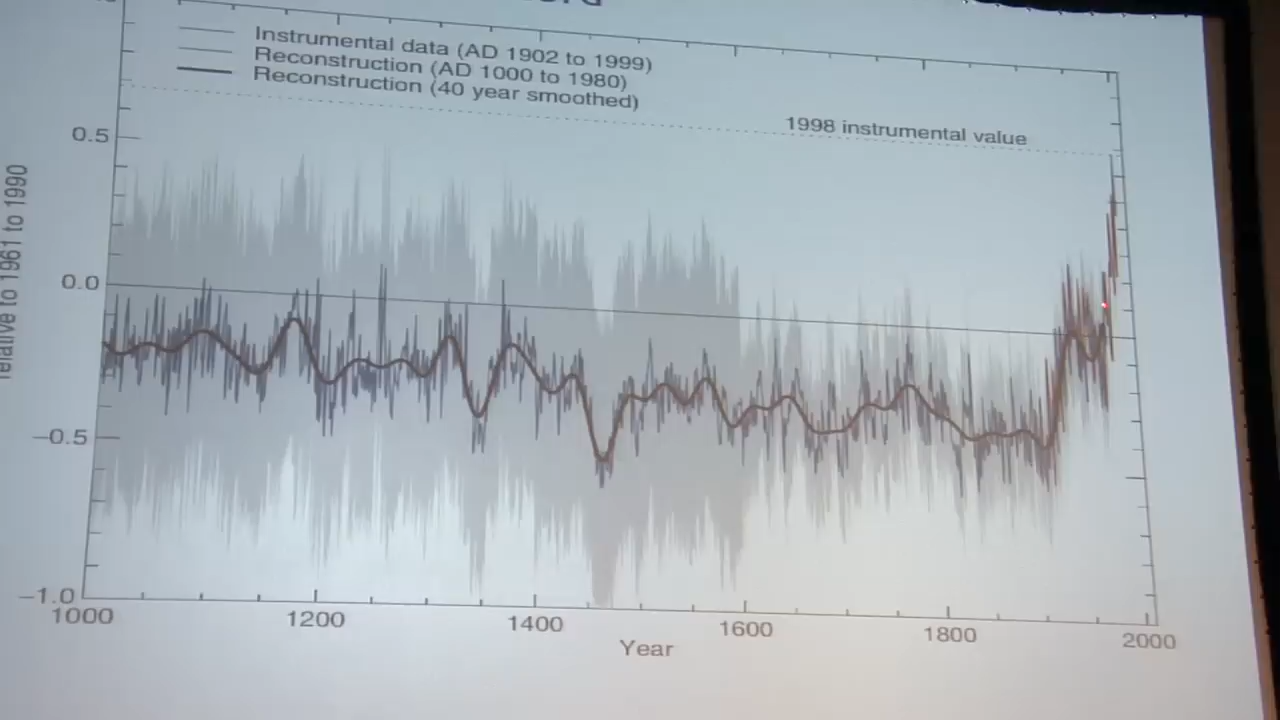 Instrumental data (AD 1902 to 1999)
Reconstruction (AD 1000 to 1980)
Reconstruction (40 year smoothed)
1998 instrumental value
0.5
0.0
−0.5
−1.0
relative to 1961 to 1990
1000
1200
1400
1600
1800
2000
Year